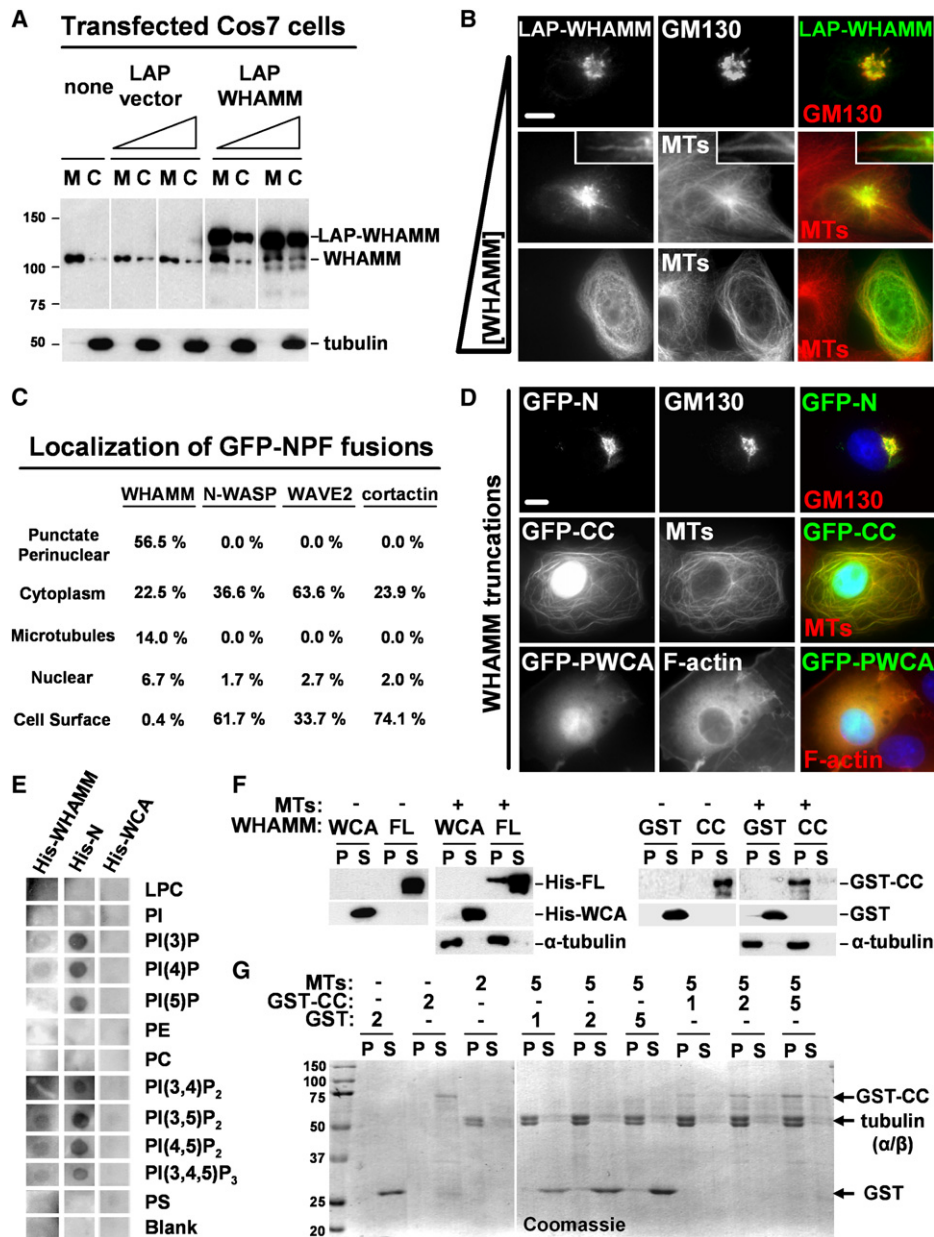 A
Transfected Cos7 cells
none LAP vector LAP WHAMM
M C M C M C M C M C
150
100
75
50
LAP-WHAMM
WHAMM
tubulin
B
[WHAMM]
LAP-WHAMM GM130 LAP-WHAMM
GM130
MTs
MTs
MTs
MTs
C
Localization of GFP-NPF fusions
WHAMM N-WASP WAVE2 cortactin
Punctate Perinuclear 56.5 % 0.0 % 0.0 % 0.0 %
Cytoplasm 22.5 % 36.6 % 63.6 % 23.9 %
Microtubules 14.0 % 0.0 % 0.0 % 0.0 %
Nuclear 6.7 % 1.7 % 2.7 % 2.0 %
Cell Surface 0.4 % 61.7 % 33.7 % 74.1 %
D
WHAMM truncations
GFP-N GM130 GFP-N
GM130
GFP-CC MTs GFP-CC
MTs
GFP-PWCA F-actin GFP-PWCA
F-actin
E
His-WHAMM His-N His-WCA
LPC
PI
PI(3)P
PI(4)P
PI(5)P
PE
PC
PI(3,4)P2
PI(3,5)P2
PI(4,5)P2
PI(3,4,5)P3
PS
Blank
F
MTs: - - + + - - + +
WHAMM: WCA FL WCA FL GST CC GST CC
P S P S P S P S P S P S P S P S
His-FL
His-WCA
α-tubulin
GST-CC
GST
α-tubulin
G
MTs: - - 2 5 5 5 5 5 5
GST-CC: - 2 - - - - 1 2 5
GST: 2 - - 1 2 5 - - -
P S P S P S P S P S P S P S P S P S
150
100
75
50
37
25
20
GST-CC
tubulin
(α/β)
GST
Coomassie